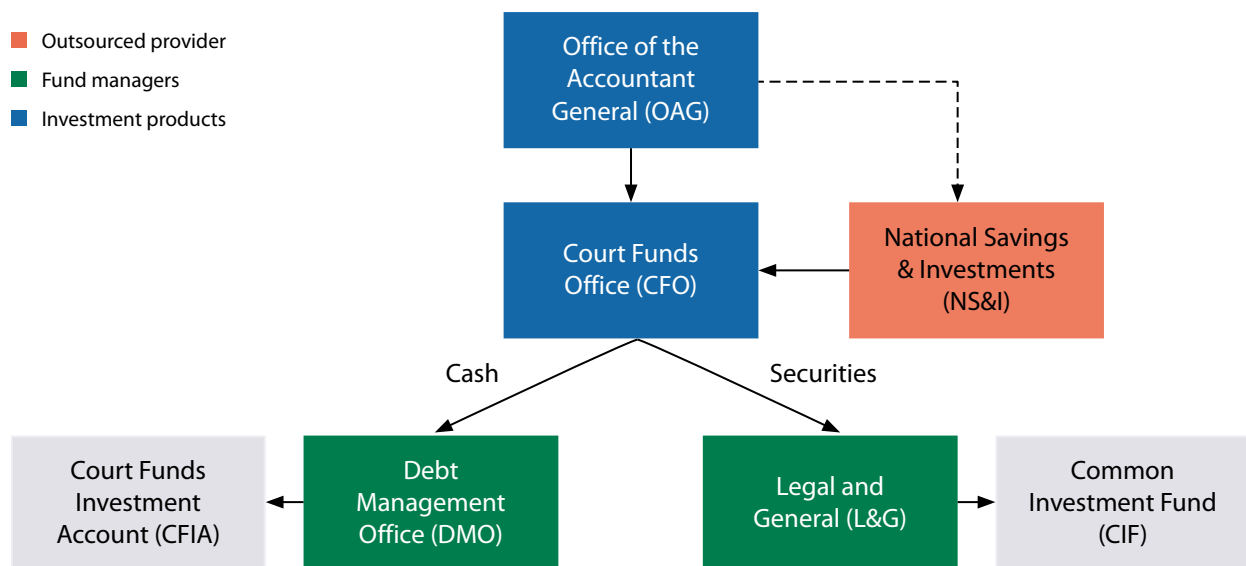 Outsourced provider
Fund managers
Investment products
Office of the
Accountant
General (OAG)
Court Funds
Office (CFO)
National Savings
& Investments
(NS&I)
Cash
Securities
Court Funds
Investment
Account (CFIA)
Debt
Management
Office (DMO)
Legal and
General (L&G)
Common
Investment Fund
(CIF)